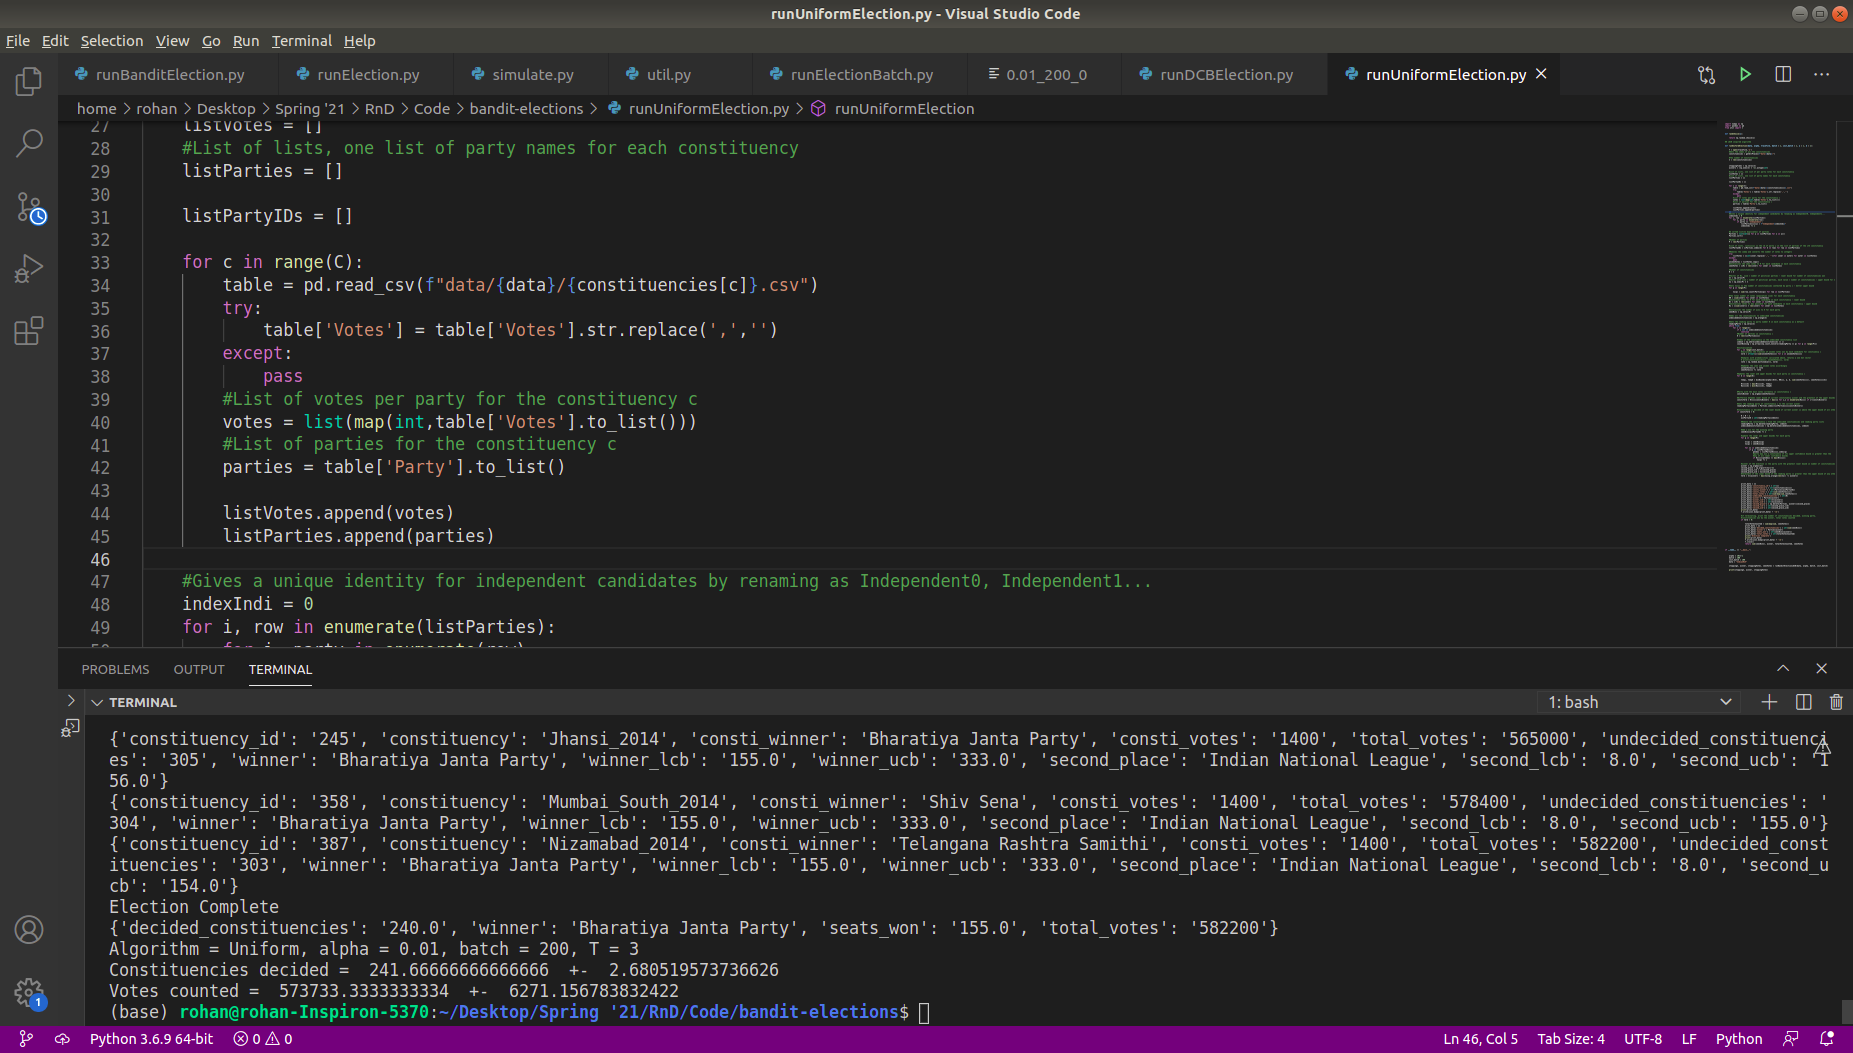 runUniformElection.py - Visual Studio Code
File Edit Selection View Go Run Terminal Help
runBanditElection.py runElection.py simulate.py util.py runElectionBatch.py 0.01_200_0 runDCBElection.py runUniformElection.py
home > rohan > Desktop > Spring '21 > RnD > Code > bandit-elections > runUniformElection.py > runUniformElection
27 listVotes = []
28 #List of lists, one list of party names for each constituency
29 listParties = []
30
31 listPartyIDs = []
32
33 for c in range(C):
34 table = pd.read_csv(f"data/{data}/{constituencies[c]}.csv")
35 try:
36 table['Votes'] = table['Votes'].str.replace(',','')
37 except:
38 pass
39 #List of votes per party for the constituency c
40 votes = list(map(int,table['Votes'].to_list()))
41 #List of parties for the constituency c
42 parties = table['Party'].to_list()
43
44 listVotes.append(votes)
45 listParties.append(parties)
46
47 #Gives a unique identity for independent candidates by renaming as Independent0, Independent1...
48 indexIndi = 0
49 for i, row in enumerate(listParties):
50 for j, party in enumerate(row):
PROBLEMS OUTPUT TERMINAL
TERMINAL 1: bash
{'constituency_id': '245', 'constituency': 'Jhansi_2014', 'consti_winner': 'Bharatiya Janta Party', 'consti_votes': '1400', 'total_votes': '565000', 'undecided_constituenci
es': '305', 'winner': 'Bharatiya Janta Party', 'winner_lcb': '155.0', 'winner_ucb': '333.0', 'second_place': 'Indian National League', 'second_lcb': '8.0', 'second_ucb': '1
56.0'}
{'constituency_id': '358', 'constituency': 'Mumbai_South_2014', 'consti_winner': 'Shiv Sena', 'consti_votes': '1400', 'total_votes': '578400', 'undecided_constituencies': '
304', 'winner': 'Bharatiya Janta Party', 'winner_lcb': '155.0', 'winner_ucb': '333.0', 'second_place': 'Indian National League', 'second_lcb': '8.0', 'second_ucb': '155.0'}
{'constituency_id': '387', 'constituency': 'Nizamabad_2014', 'consti_winner': 'Telangana Rashtra Samithi', 'consti_votes': '1400', 'total_votes': '582200', 'undecided_const
ituencies': '303', 'winner': 'Bharatiya Janta Party', 'winner_lcb': '155.0', 'winner_ucb': '333.0', 'second_place': 'Indian National League', 'second_lcb': '8.0', 'second_u
cb': '154.0'}
Election Complete
{'decided_constituencies': '240.0', 'winner': 'Bharatiya Janta Party', 'seats_won': '155.0', 'total_votes': '582200'}
Algorithm = Uniform, alpha = 0.01, batch = 200, T = 3
Constituencies decided =  241.66666666666666  +-  2.680519573736626
Votes counted =  573733.3333333334  +-  6271.156783832422
(base) rohan@rohan-Inspiron-5370:~/Desktop/Spring '21/RnD/Code/bandit-elections$
1
Python 3.6.9 64-bit 0 0 Ln 46, Col 5 Tab Size: 4 UTF-8 LF Python